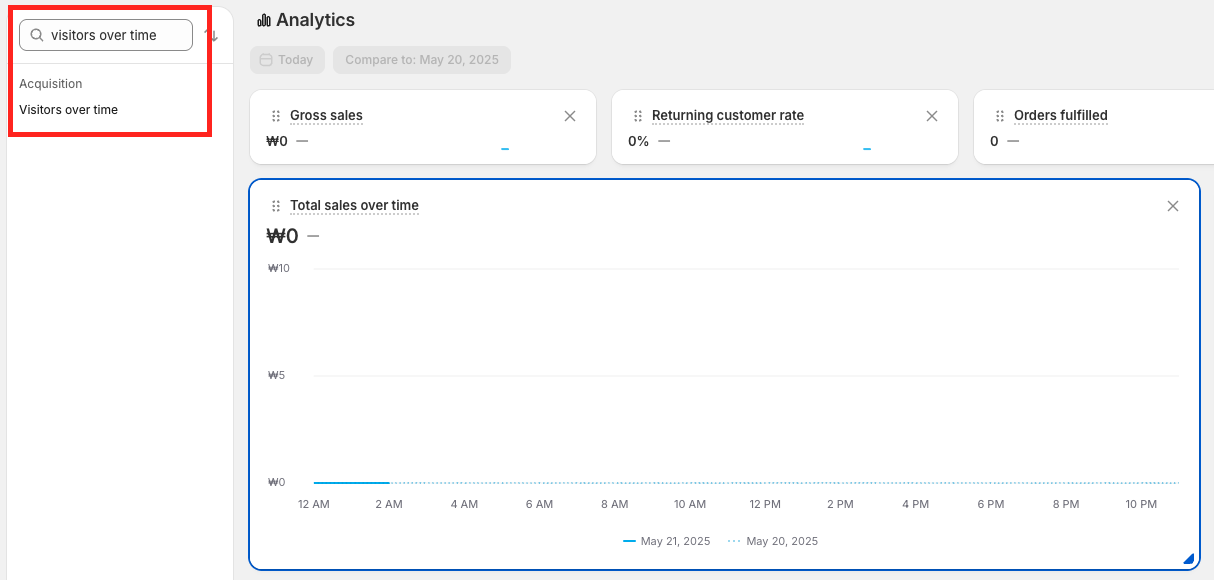 visitors over time
Acquisition
Visitors over time
Analytics
Today
Compare to: May 20, 2025
Gross sales
₩0 —
Returning customer rate
0% —
Orders fulfilled
0 —
Total sales over time
₩0 —
₩10
₩5
₩0
12 AM 2 AM 4 AM 6 AM 8 AM 10 AM 12 PM 2 PM 4 PM 6 PM 8 PM 10 PM
May 21, 2025 May 20, 2025